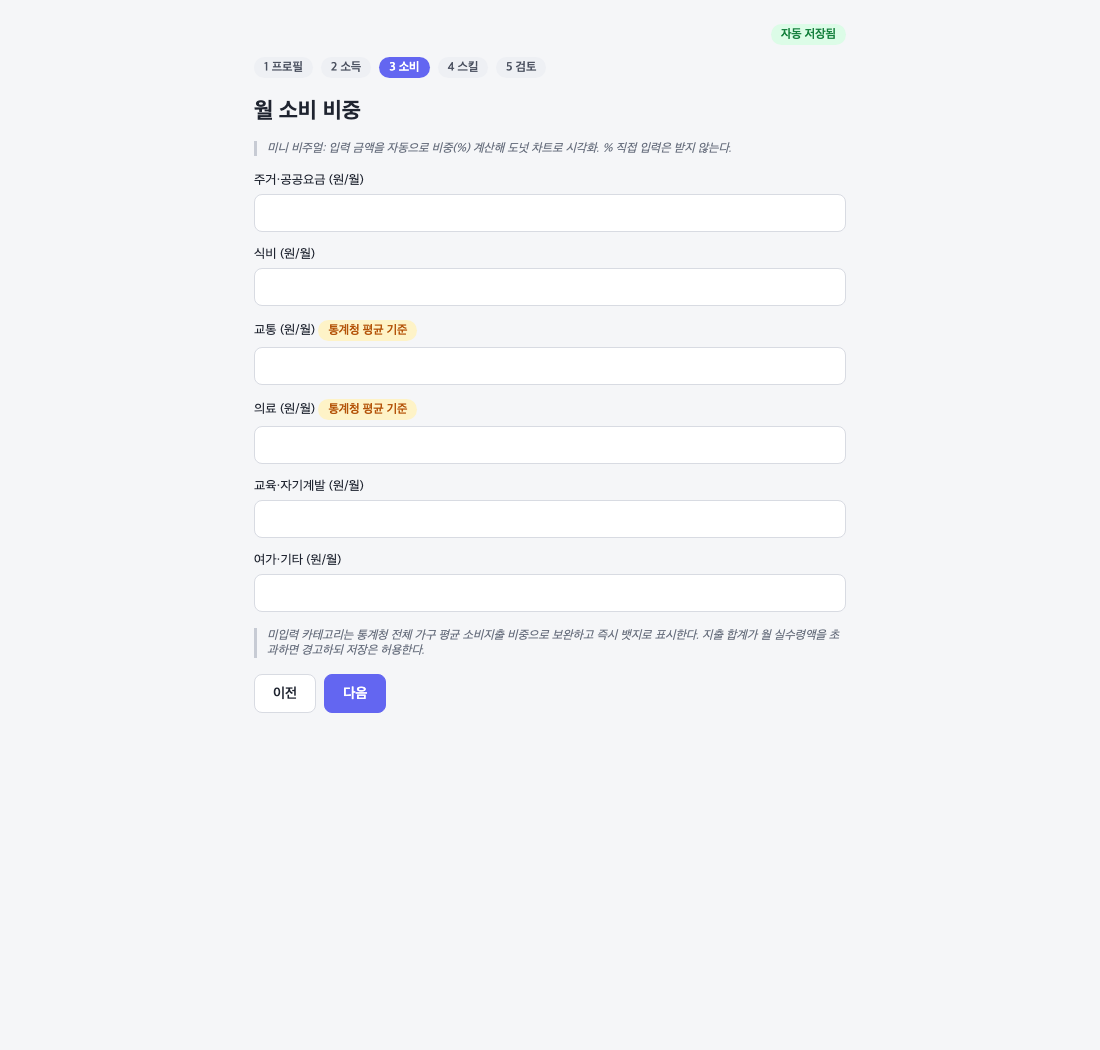 자동 저장됨
1 프로필 2 소득 3 소비 4 스킬 5 검토
월 소비 비중
미니 비주얼: 입력 금액을 자동으로 비중(%) 계산해 도넛 차트로 시각화. % 직접 입력은 받지 않는다.
주거·공공요금 (원/월)
식비 (원/월)
교통 (원/월) 통계청 평균 기준
의료 (원/월) 통계청 평균 기준
교육·자기계발 (원/월)
여가·기타 (원/월)
미입력 카테고리는 통계청 전체 가구 평균 소비지출 비중으로 보완하고 즉시 뱃지로 표시한다. 지출 합계가 월 실수령액을 초
과하면 경고하되 저장은 허용한다.
이전 다음